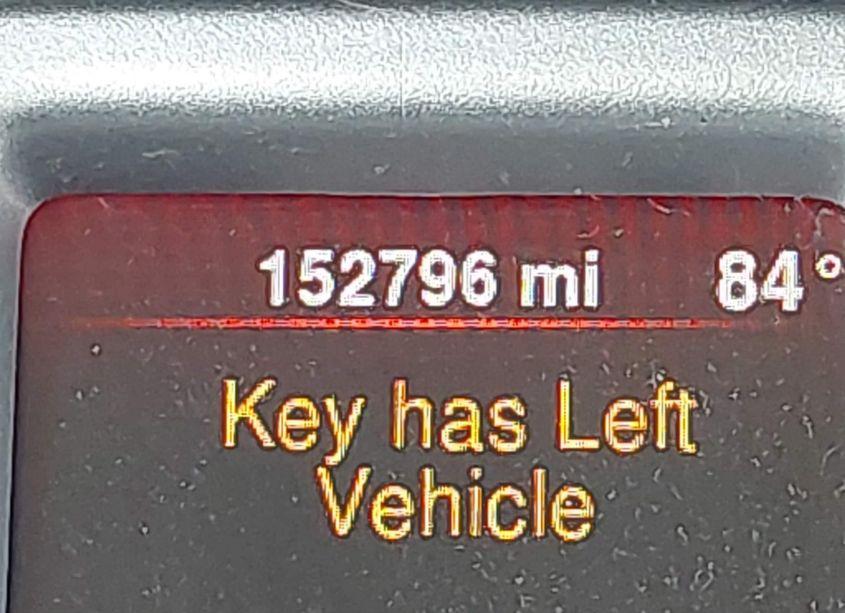 152796 mi 84°
Key has Left
Vehicle